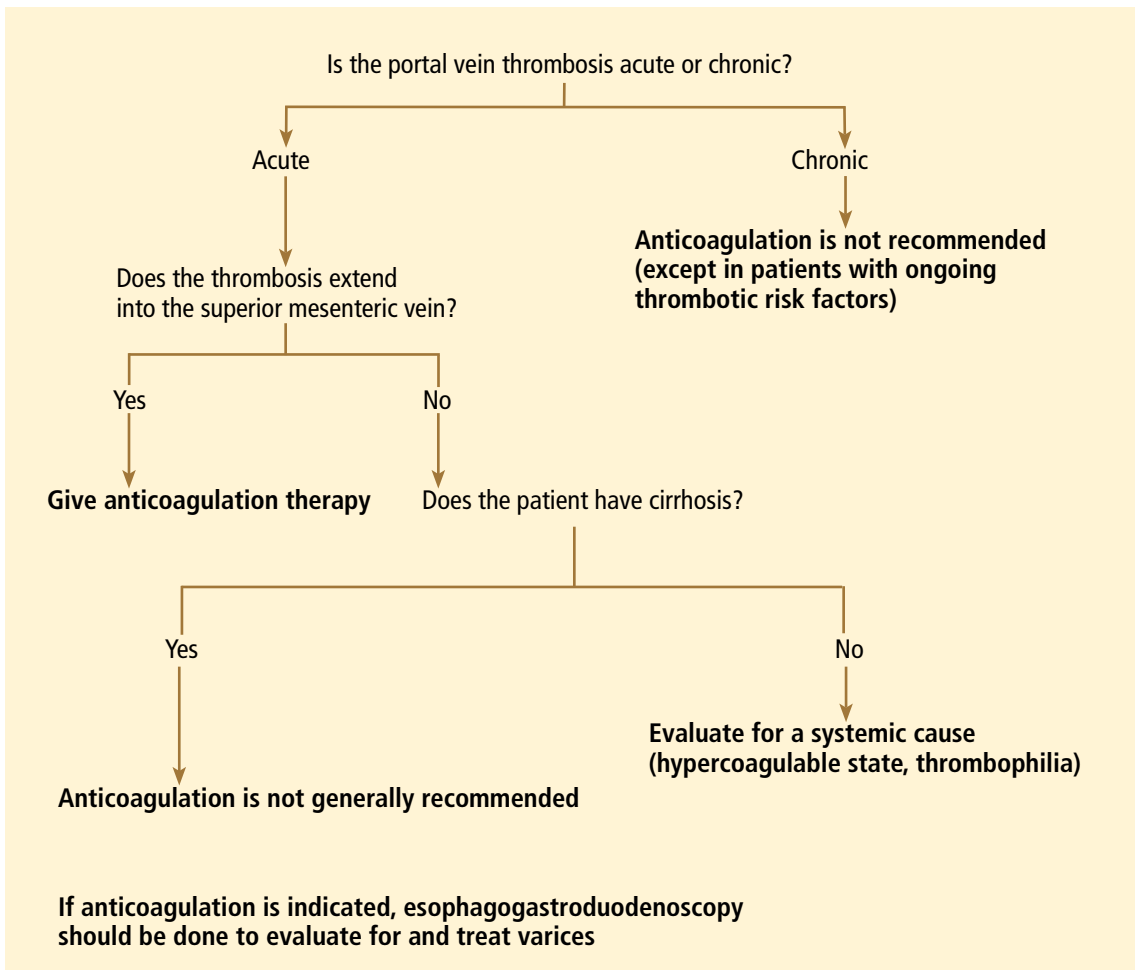 Is the portal vein thrombosis acute or chronic?
Acute
Chronic
Anticoagulation is not recommended
(except in patients with ongoing
thrombotic risk factors)
Does the thrombosis extend
into the superior mesenteric vein?
Yes
No
Give anticoagulation therapy
Does the patient have cirrhosis?
Yes
No
Evaluate for a systemic cause
(hypercoagulable state, thrombophilia)
Anticoagulation is not generally recommended
If anticoagulation is indicated, esophagogastroduodenoscopy
should be done to evaluate for and treat varices